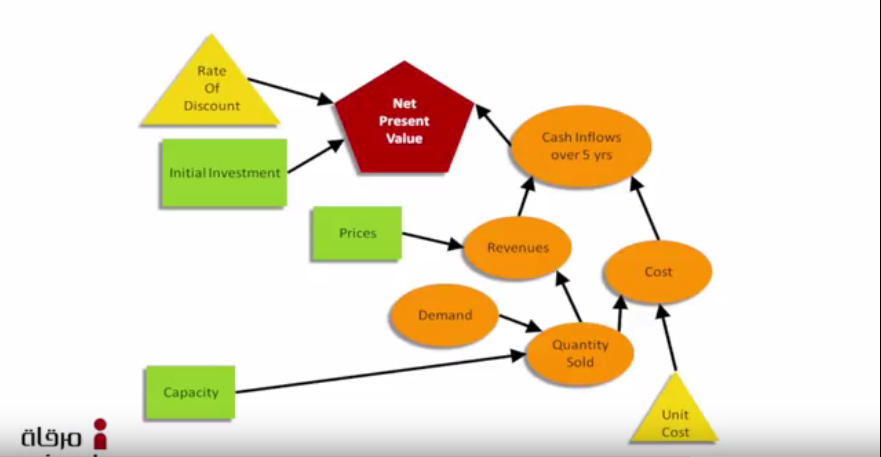 Rate
Of
Discount
Net
Present
Value
Cash Inflows
over 5 yrs
Initial Investment
Prices
Revenues
Cost
Demand
Quantity
Sold
Capacity
Unit
Cost
مرقاة